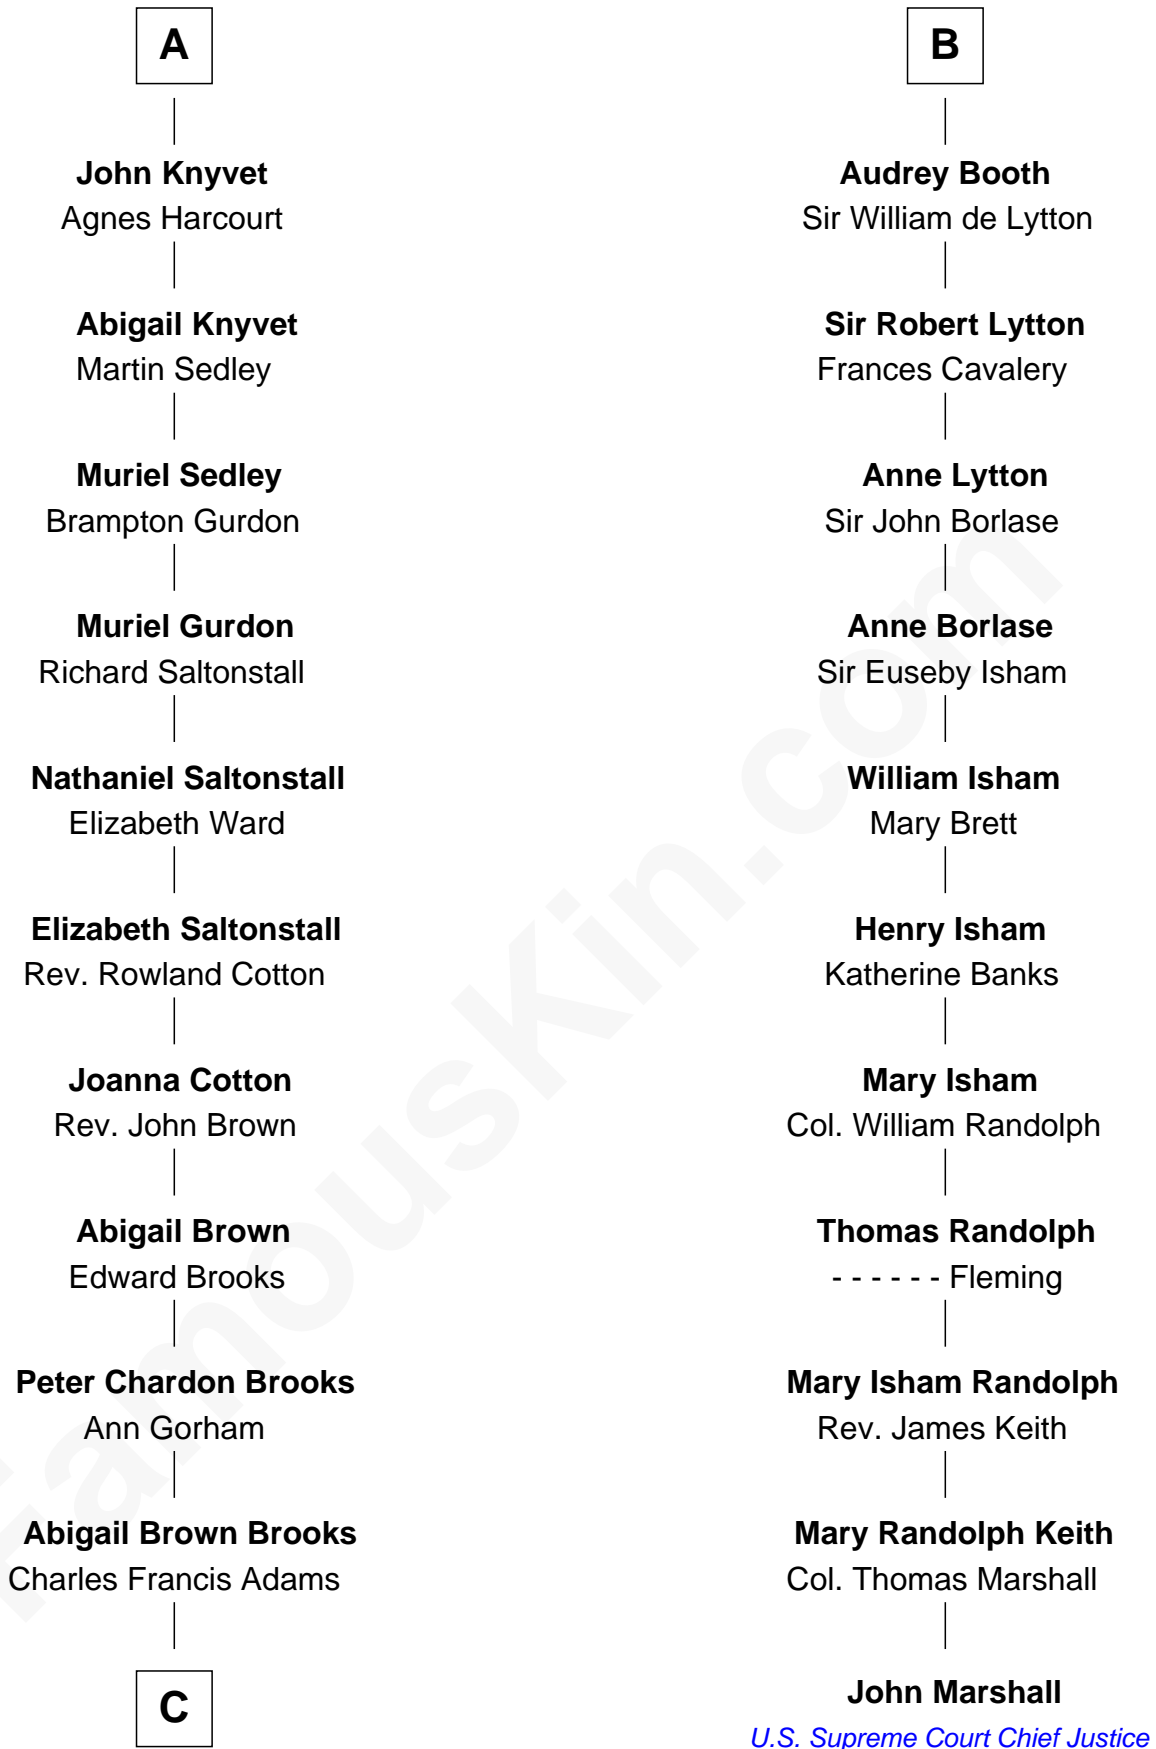 A
John Knyvet
Agnes Harcourt
Abigail Knyvet
Martin Sedley
Muriel Sedley
Brampton Gurdon
Muriel Gurdon
Richard Saltonstall
Nathaniel Saltonstall
Elizabeth Ward
Elizabeth Saltonstall
Rev. Rowland Cotton
Joanna Cotton
Rev. John Brown
Abigail Brown
Edward Brooks
Peter Chardon Brooks
Ann Gorham
Abigail Brown Brooks
Charles Francis Adams
C
B
Audrey Booth
Sir William de Lytton
Sir Robert Lytton
Frances Cavalery
Anne Lytton
Sir John Borlase
Anne Borlase
Sir Euseby Isham
William Isham
Mary Brett
Henry Isham
Katherine Banks
Mary Isham
Col. William Randolph
Thomas Randolph
- - - - - - Fleming
Mary Isham Randolph
Rev. James Keith
Mary Randolph Keith
Col. Thomas Marshall
John Marshall
U.S. Supreme Court Chief Justice
FamousKin.com